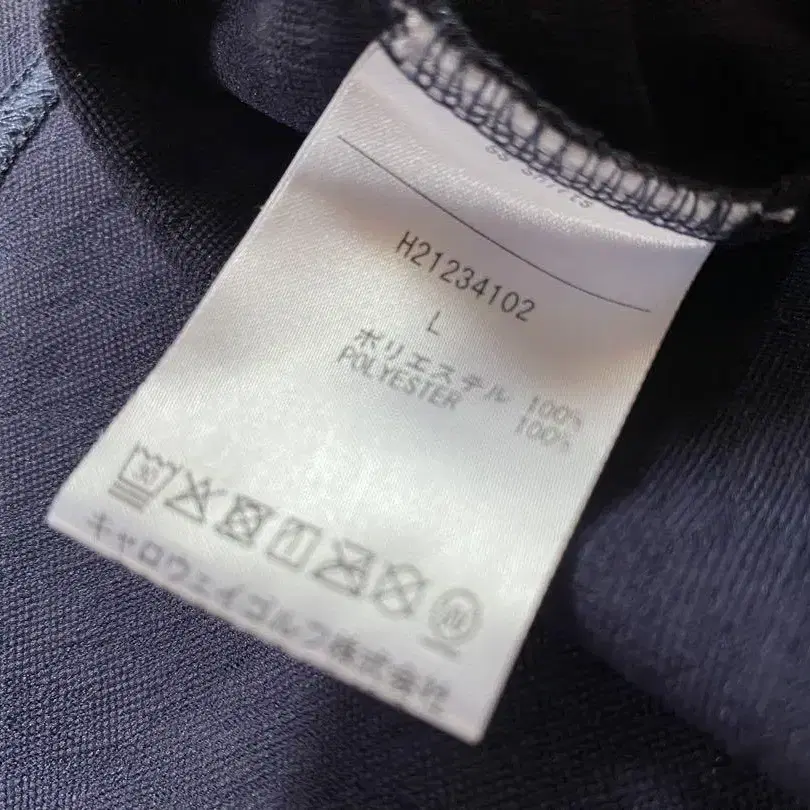 H21234102
L
ポリエステル 100%
POLYESTER 100%
キャロウェイゴルフ株式会社